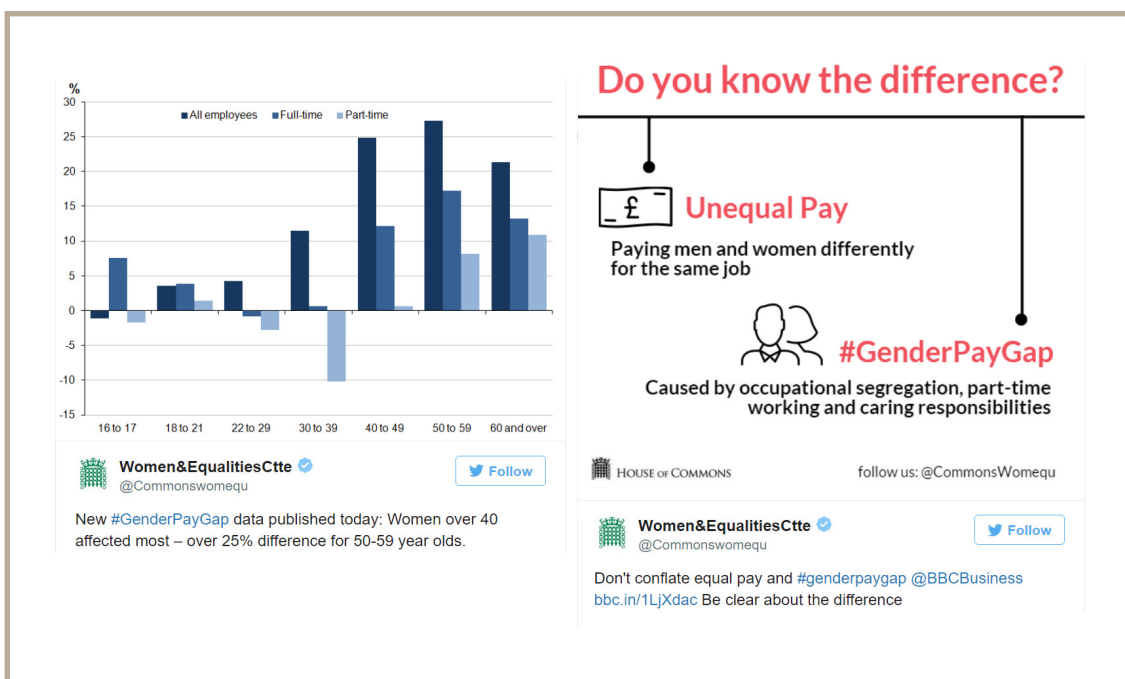 %
30
All employees Full-time Part-time
25
20
15
10
5
0
-5
-10
-15
16 to 17 18 to 21 22 to 29 30 to 39 40 to 49 50 to 59 60 and over
Women&EqualitiesCtte
@Commonswomequ
Follow
New #GenderPayGap data published today: Women over 40
affected most – over 25% difference for 50-59 year olds.
Do you know the difference?
£
Unequal Pay
Paying men and women differently
for the same job
#GenderPayGap
Caused by occupational segregation, part-time
working and caring responsibilities
HOUSE OF COMMONS
follow us: @CommonsWomequ
Women&EqualitiesCtte
@Commonswomequ
Follow
Don't conflate equal pay and #genderpaygap @BBCBusiness
bbc.in/1LjXdac Be clear about the difference